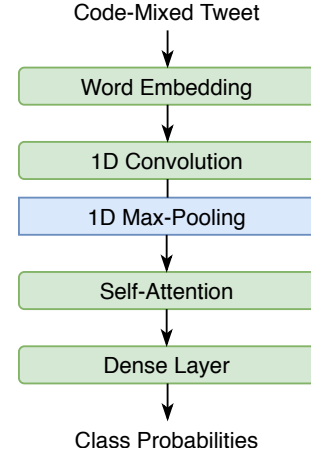 Code-Mixed Tweet
Word Embedding
1D Convolution
1D Max-Pooling
Self-Attention
Dense Layer
Class Probabilities